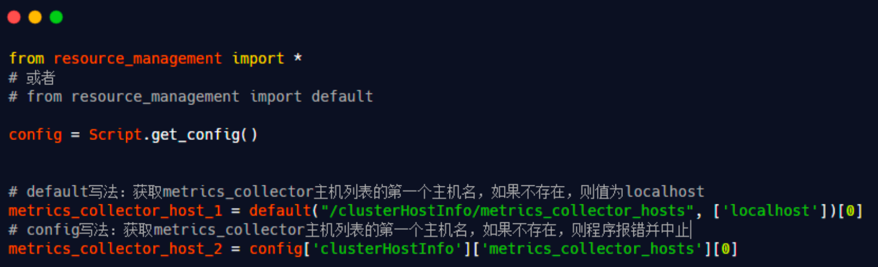 from resource_management import *
# 或者
# from resource_management import default
config = Script.get_config()
# default写法：获取metrics_collector主机列表的第一个主机名，如果不存在，则值为localhost
metrics_collector_host_1 = default("/clusterHostInfo/metrics_collector_hosts", ['localhost'])[0]
# config写法：获取metrics_collector主机列表的第一个主机名，如果不存在，则程序报错并中止
metrics_collector_host_2 = config['clusterHostInfo']['metrics_collector_hosts'][0]